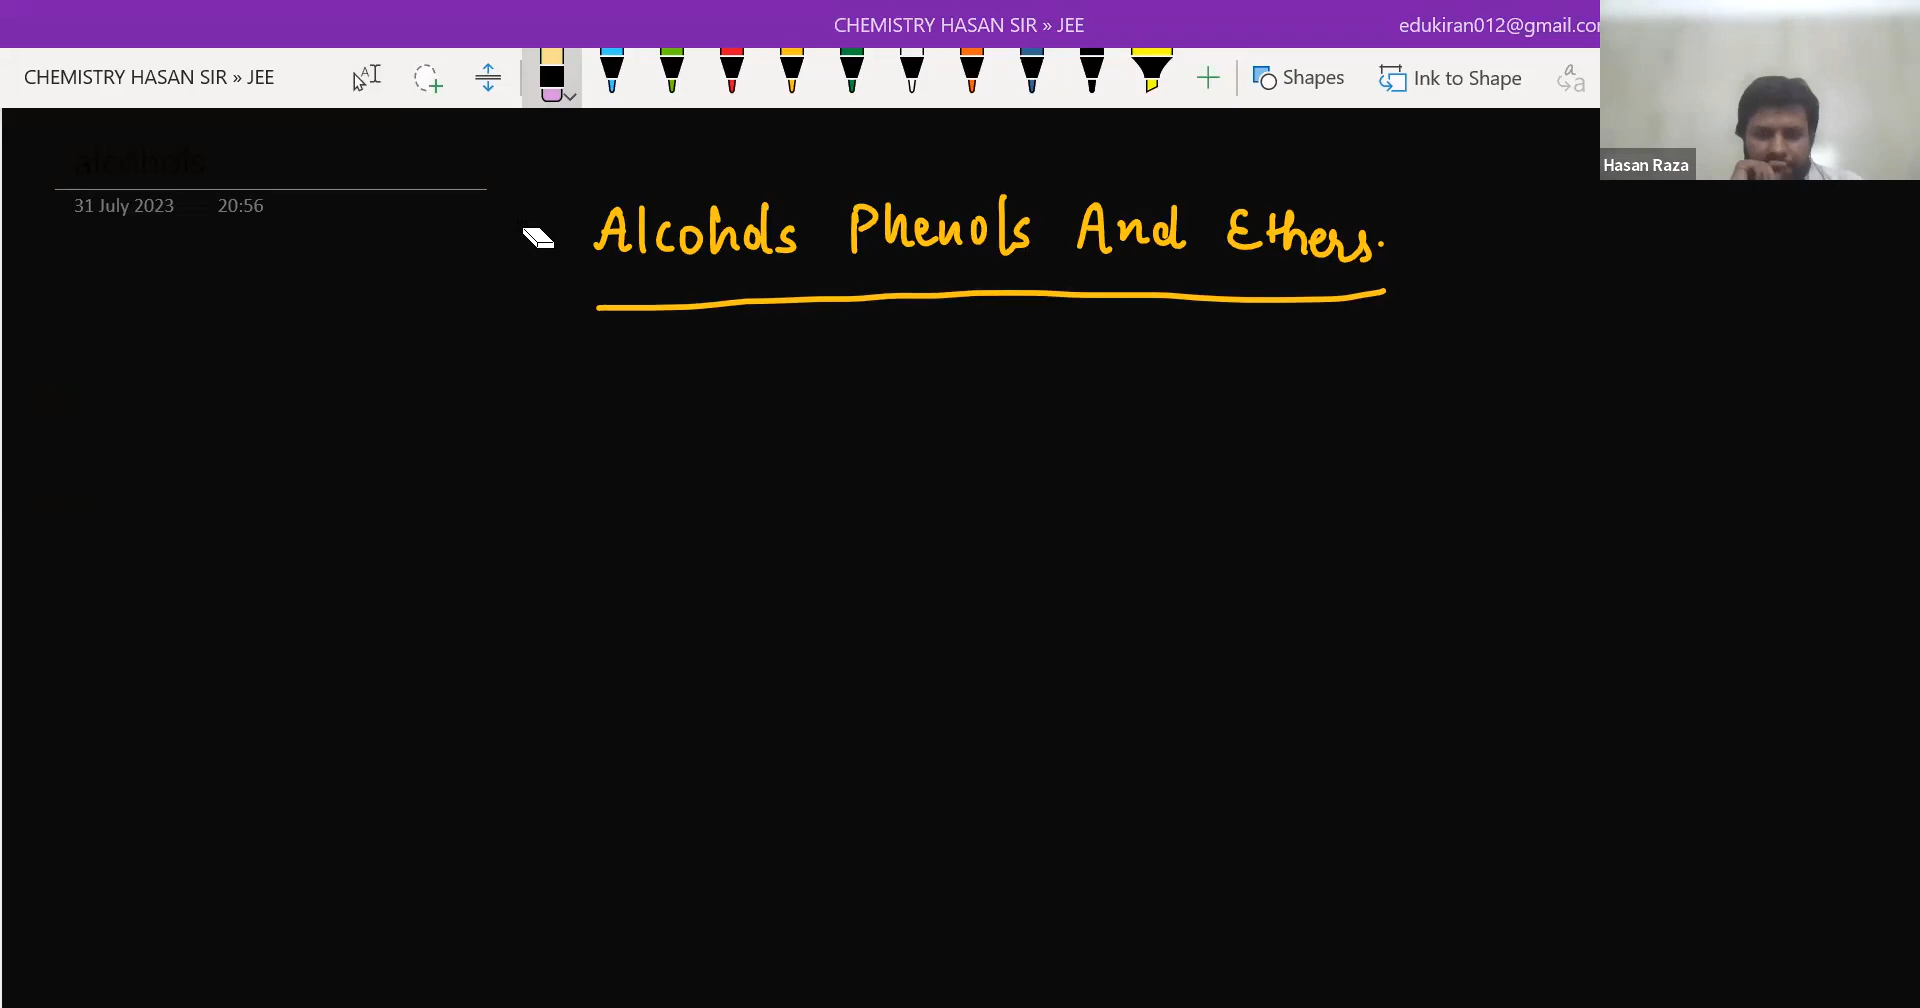 CHEMISTRY HASAN SIR » JEE
edukiran012@gmail.co
CHEMISTRY HASAN SIR » JEE
Shapes
Ink to Shape
Hasan Raza
alcohols
31 July 2023 20:56
Alcohols Phenols And Ethers.